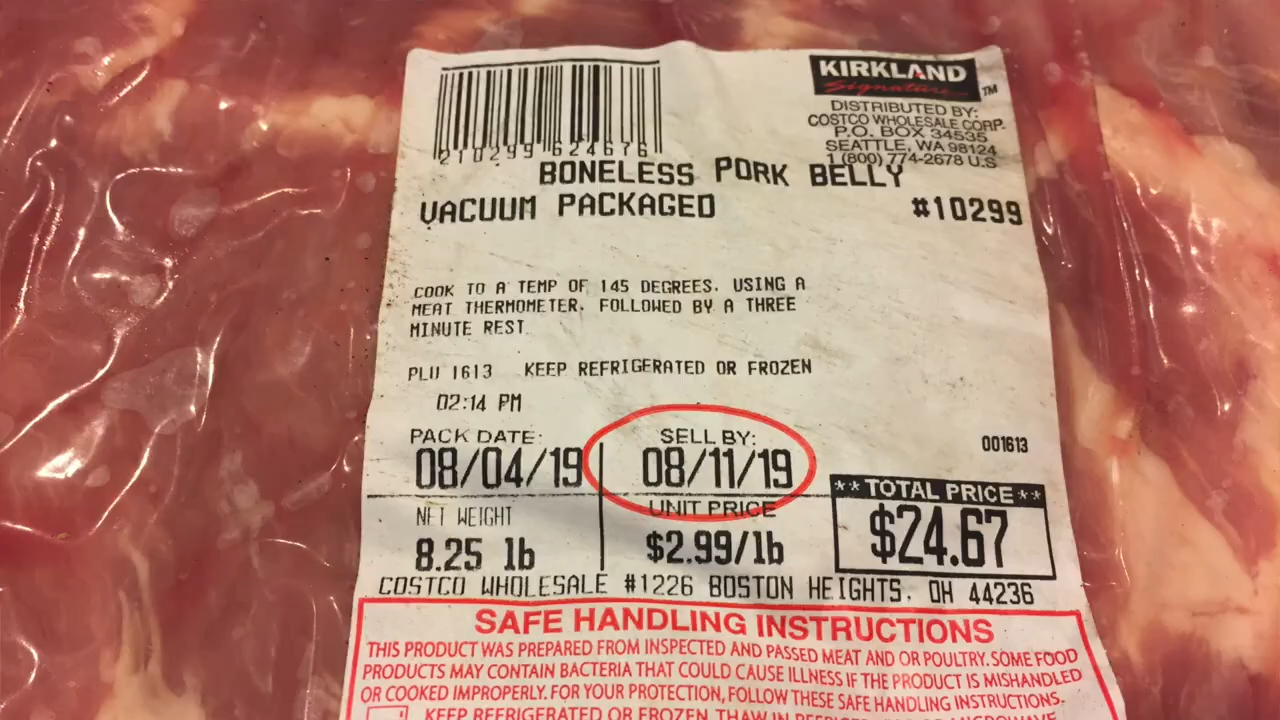 KIRKLAND
Signature TM
DISTRIBUTED BY:
COSTCO WHOLESALE CORP.
P.O. BOX 34535
SEATTLE, WA 98124
1 (800) 774-2678 U.S
210299 624676
BONELESS PORK BELLY
VACUUM PACKAGED #10299
COOK TO A TEMP OF 145 DEGREES. USING A
MEAT THERMOMETER. FOLLOWED BY A THREE
MINUTE REST
PLU 1613 KEEP REFRIGERATED OR FROZEN
02:14 PM
PACK DATE: SELL BY: 001613
08/04/19 08/11/19
**TOTAL PRICE**
NET WEIGHT UNIT PRICE
8.25 lb $2.99/lb $24.67
COSTCO WHOLESALE #1226 BOSTON HEIGHTS, OH 44236
SAFE HANDLING INSTRUCTIONS
THIS PRODUCT WAS PREPARED FROM INSPECTED AND PASSED MEAT AND OR POULTRY. SOME FOOD
PRODUCTS MAY CONTAIN BACTERIA THAT COULD CAUSE ILLNESS IF THE PRODUCT IS MISHANDLED
OR COOKED IMPROPERLY. FOR YOUR PROTECTION, FOLLOW THESE SAFE HANDLING INSTRUCTIONS.
KEEP REFRIGERATED OR FROZEN. THAW IN